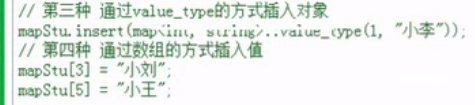 // 第三种 通过value_type的方式插入对象
mapStu.insert(map<int, string>::value_type(1, "小李"));
// 第四种 通过数组的方式插入值
mapStu[3] = "小刘";
mapStu[5] = "小王";